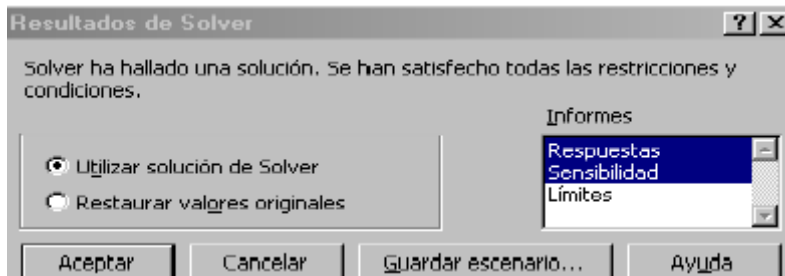 Resultados de Solver
Solver ha hallado una solución. Se han satisfecho todas las restricciones y
condiciones.
Informes
Utilizar solución de Solver
Restaurar valores originales
Respuestas
Sensibilidad
Límites
Aceptar
Cancelar
Guardar escenario...
Ayuda